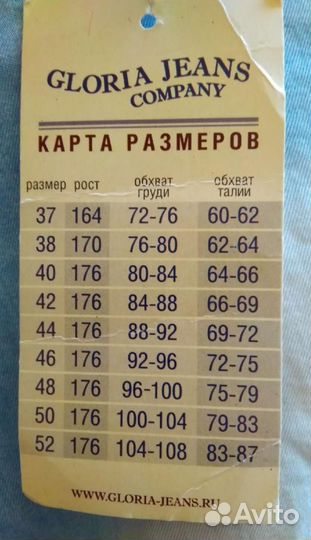 GLORIA JEANS
COMPANY
КАРТА РАЗМЕРОВ
размер рост обхват груди обхват талии
37 164 72-76 60-62
38 170 76-80 62-64
40 176 80-84 64-66
42 176 84-88 66-69
44 176 88-92 69-72
46 176 92-96 72-75
48 176 96-100 75-79
50 176 100-104 79-83
52 176 104-108 83-87
WWW.GLORIA-JEANS.RU
Avito